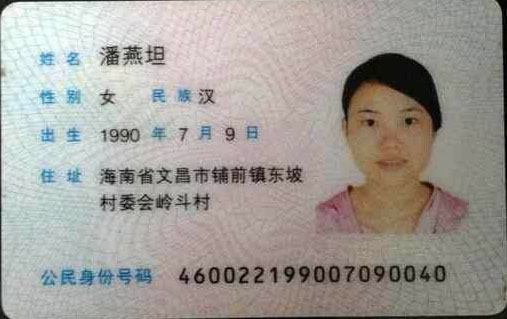 姓名 潘燕坦
性别 女 民族 汉
出生 1990 年 7 月 9 日
住址 海南省文昌市铺前镇东坡
村委会岭斗村
公民身份号码 460022199007090040